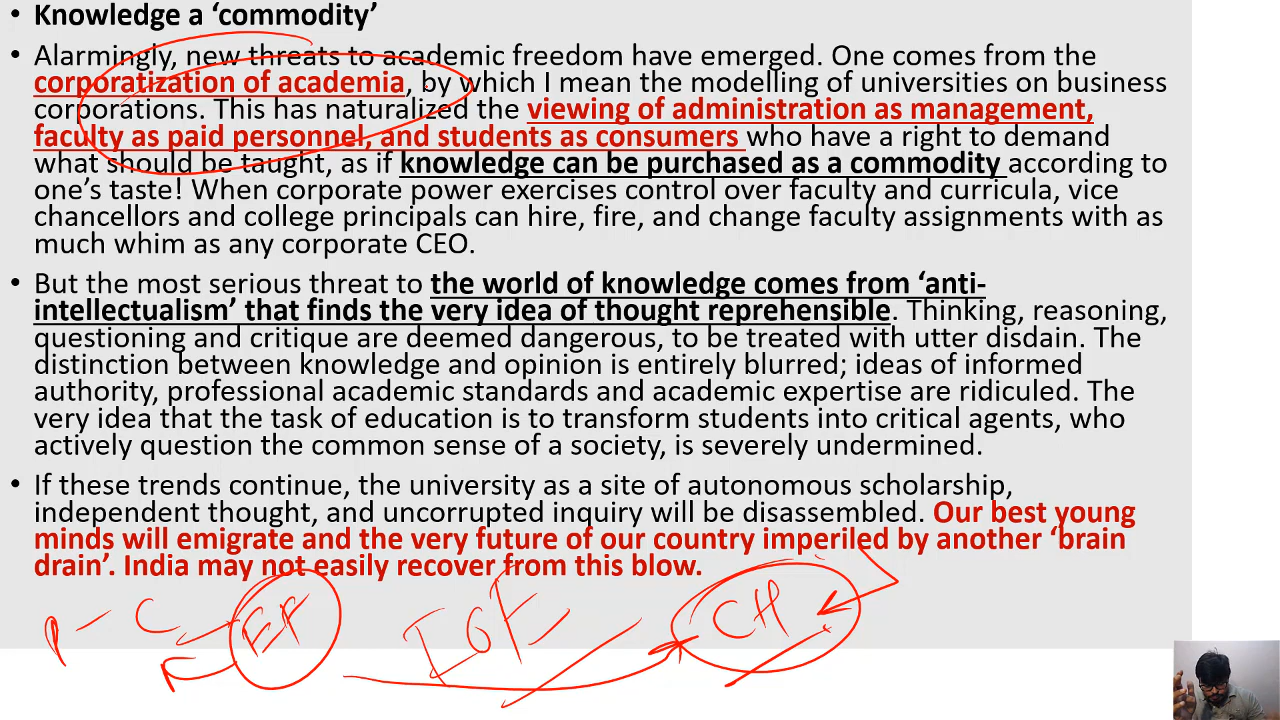 • Knowledge a ‘commodity’
• Alarmingly, new threats to academic freedom have emerged. One comes from the
corporatization of academia, by which I mean the modelling of universities on business
corporations. This has naturalized the viewing of administration as management,
faculty as paid personnel, and students as consumers who have a right to demand
what should be taught, as if knowledge can be purchased as a commodity according to
one’s taste! When corporate power exercises control over faculty and curricula, vice
chancellors and college principals can hire, fire, and change faculty assignments with as
much whim as any corporate CEO.
• But the most serious threat to the world of knowledge comes from ‘anti-
intellectualism’ that finds the very idea of thought reprehensible. Thinking, reasoning,
questioning and critique are deemed dangerous, to be treated with utter disdain. The
distinction between knowledge and opinion is entirely blurred; ideas of informed
authority, professional academic standards and academic expertise are ridiculed. The
very idea that the task of education is to transform students into critical agents, who
actively question the common sense of a society, is severely undermined.
• If these trends continue, the university as a site of autonomous scholarship,
independent thought, and uncorrupted inquiry will be disassembled. Our best young
minds will emigrate and the very future of our country imperiled by another ‘brain
drain’. India may not easily recover from this blow.
P - C EF CH